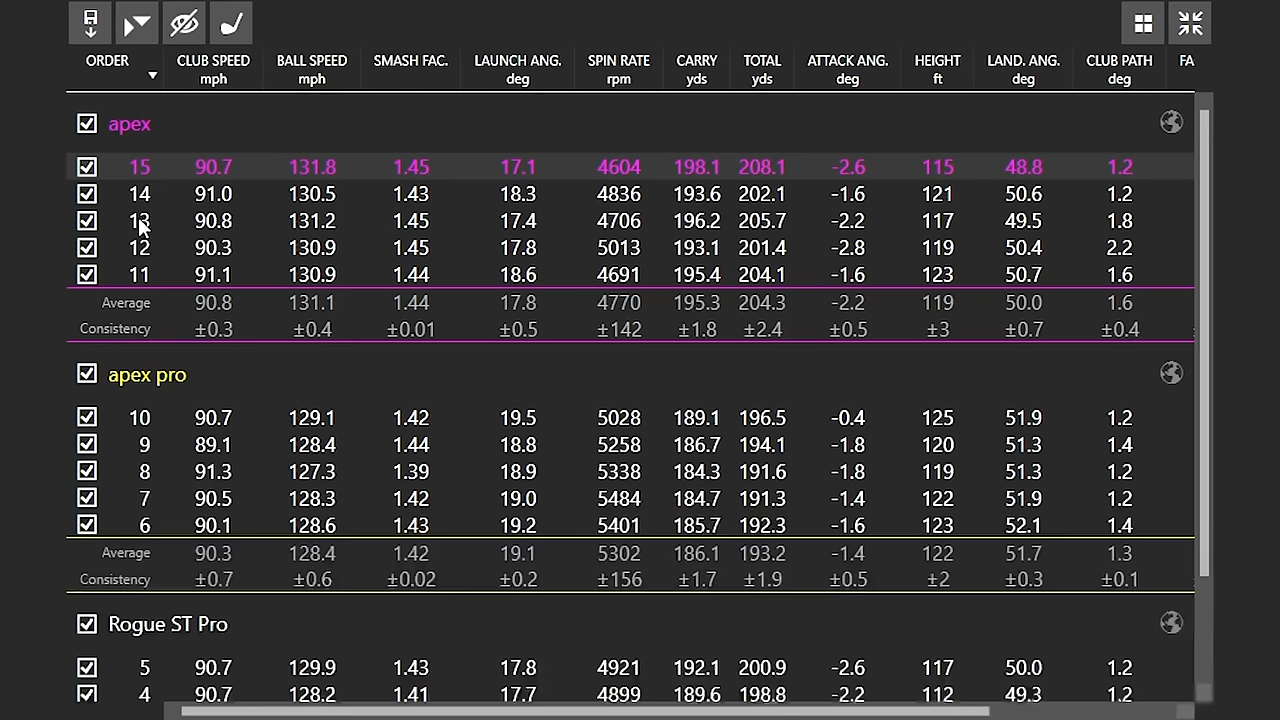 ORDER CLUB SPEED BALL SPEED SMASH FAC. LAUNCH ANG. SPIN RATE CARRY TOTAL ATTACK ANG. HEIGHT LAND. ANG. CLUB PATH FA
mph mph deg rpm yds yds deg ft deg deg
apex
15 90.7 131.8 1.45 17.1 4604 198.1 208.1 -2.6 115 48.8 1.2
14 91.0 130.5 1.43 18.3 4836 193.6 202.1 -1.6 121 50.6 1.2
13 90.8 131.2 1.45 17.4 4706 196.2 205.7 -2.2 117 49.5 1.8
12 90.3 130.9 1.45 17.8 5013 193.1 201.4 -2.8 119 50.4 2.2
11 91.1 130.9 1.44 18.6 4691 195.4 204.1 -1.6 123 50.7 1.6
Average 90.8 131.1 1.44 17.8 4770 195.3 204.3 -2.2 119 50.0 1.6
Consistency ±0.3 ±0.4 ±0.01 ±0.5 ±142 ±1.8 ±2.4 ±0.5 ±3 ±0.7 ±0.4
apex pro
10 90.7 129.1 1.42 19.5 5028 189.1 196.5 -0.4 125 51.9 1.2
9 89.1 128.4 1.44 18.8 5258 186.7 194.1 -1.8 120 51.3 1.4
8 91.3 127.3 1.39 18.9 5338 184.3 191.6 -1.8 119 51.3 1.2
7 90.5 128.3 1.42 19.0 5484 184.7 191.3 -1.4 122 51.9 1.2
6 90.1 128.6 1.43 19.2 5401 185.7 192.3 -1.6 123 52.1 1.4
Average 90.3 128.4 1.42 19.1 5302 186.1 193.2 -1.4 122 51.7 1.3
Consistency ±0.7 ±0.6 ±0.02 ±0.2 ±156 ±1.7 ±1.9 ±0.5 ±2 ±0.3 ±0.1
Rogue ST Pro
5 90.7 129.9 1.43 17.8 4921 192.1 200.9 -2.6 117 50.0 1.2
4 90.7 128.2 1.41 17.7 4899 189.6 198.8 -2.2 112 49.3 1.2